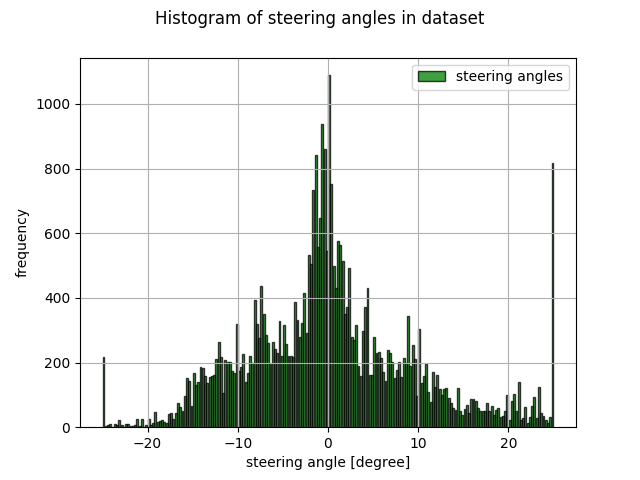 Histogram of steering angles in dataset
steering angles
1000
800
600
400
200
0
frequency
−20
−10
0
10
20
steering angle [degree]